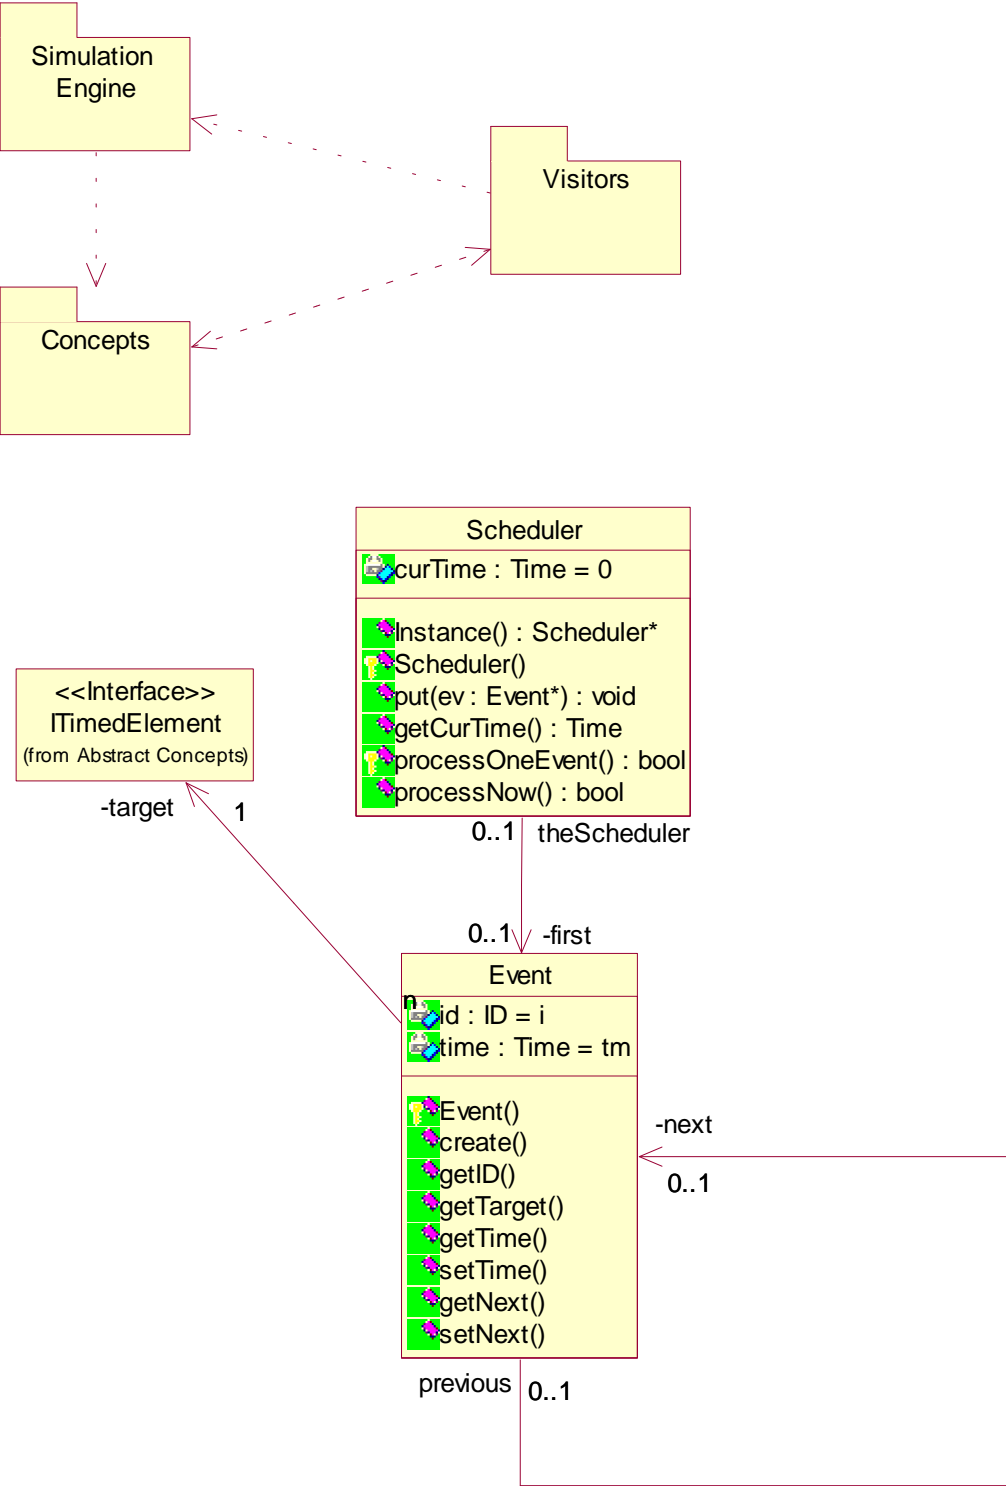 Simulation
Engine
Visitors
Concepts
Scheduler
curTime : Time = 0
Instance() : Scheduler*
Scheduler()
put(ev : Event*) : void
getCurTime() : Time
processOneEvent() : bool
processNow() : bool
<<Interface>>
ITimedElement
(from Abstract Concepts)
-target
1
0..1
theScheduler
0..1
-first
Event
n
id : ID = i
time : Time = tm
Event()
create()
getID()
getTarget()
getTime()
setTime()
getNext()
setNext()
-next
0..1
previous
0..1